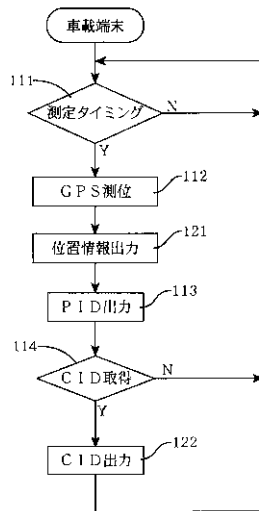 車載端末
111
測定タイミング
N
Y
GPS測位
112
位置情報出力
121
PID出力
113
114
CID取得
N
Y
CID出力
122